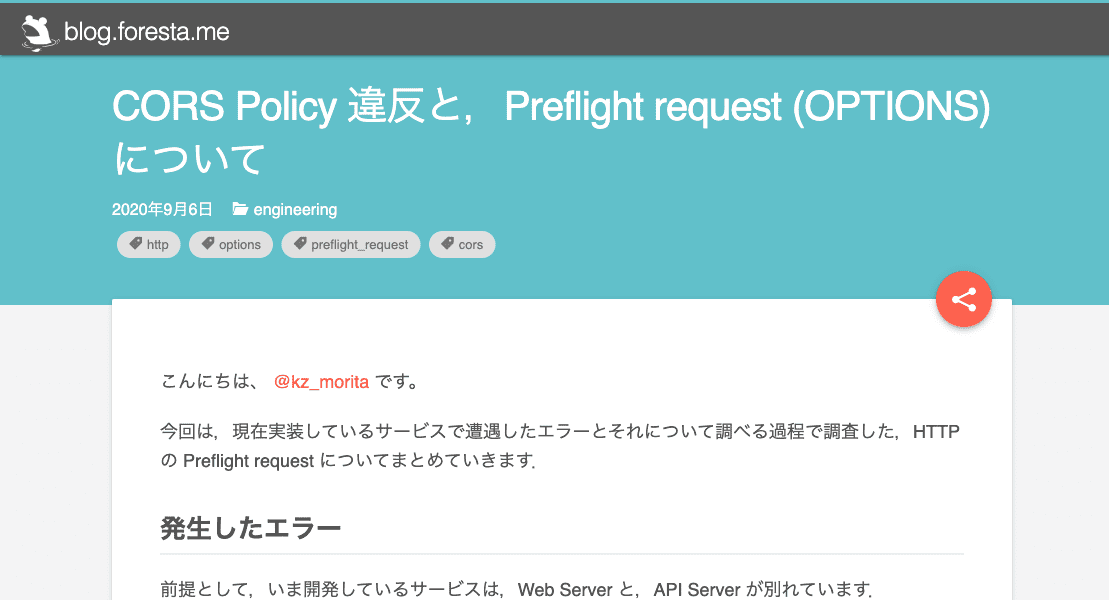 blog.foresta.me
CORS Policy 違反と，Preflight request (OPTIONS)
について
2020年9月6日 engineering
http options preflight_request cors
こんにちは、 @kz_morita です。
今回は，現在実装しているサービスで遭遇したエラーとそれについて調べる過程で調査した，HTTP
の Preflight request についてまとめていきます．
発生したエラー
前提として，いま開発しているサービスは，Web Server と，API Server が別れています．